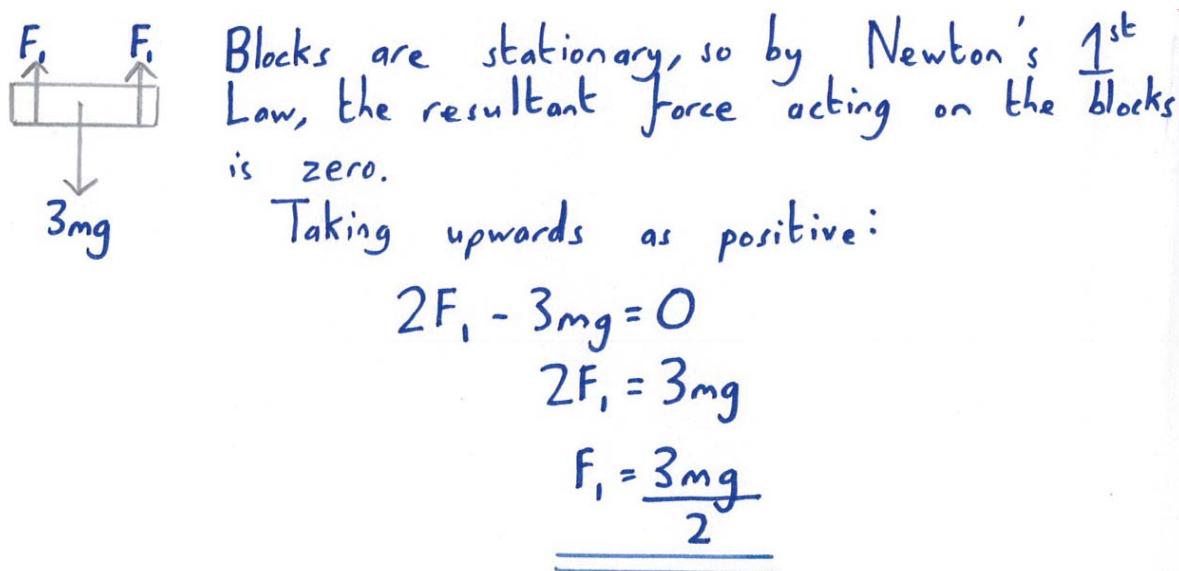 F₁ F₁
3mg
Blocks are stationary, so by Newton's 1st
Law, the resultant force acting on the blocks
is zero.
Taking upwards as positive:
2F₁ - 3mg = 0
2F₁ = 3mg
F₁ = 3mg
2